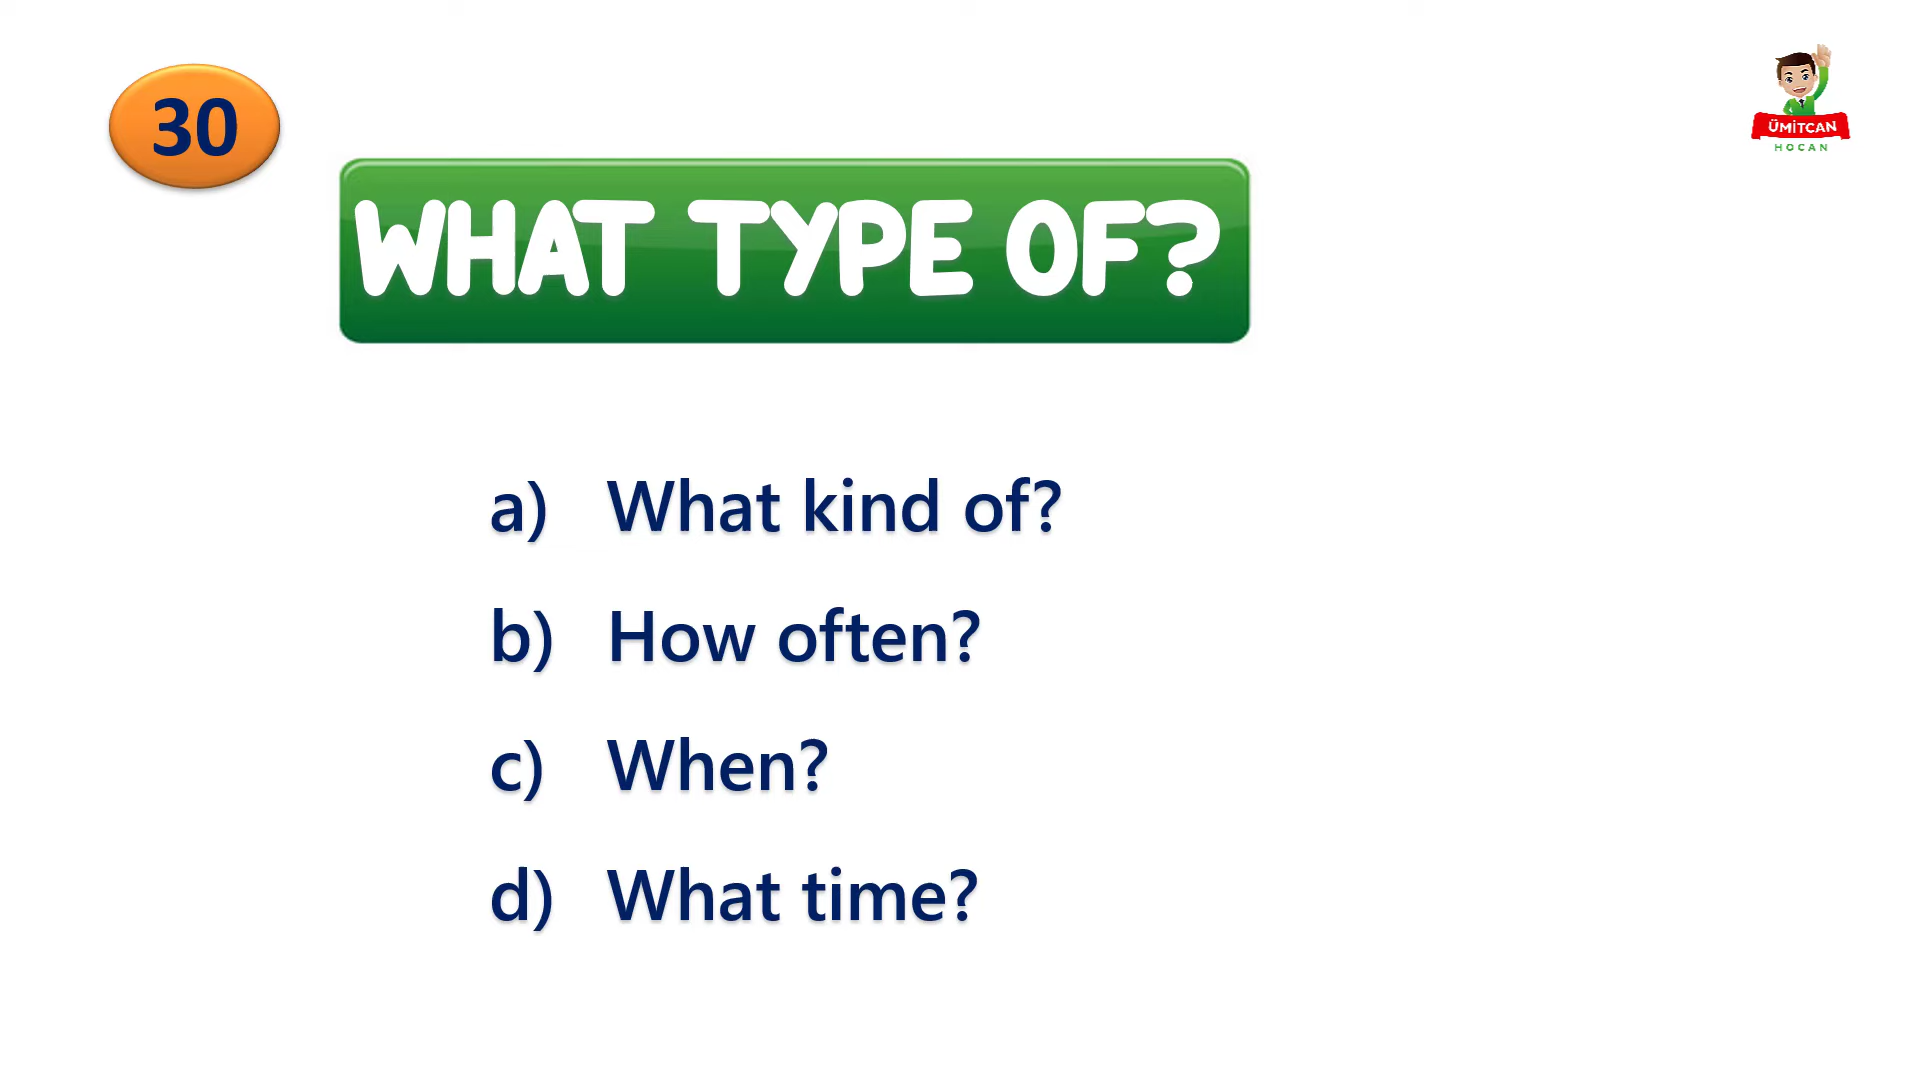 30
ÜMİTCAN
HOCAN
WHAT TYPE OF?
a) What kind of?
b) How often?
c) When?
d) What time?